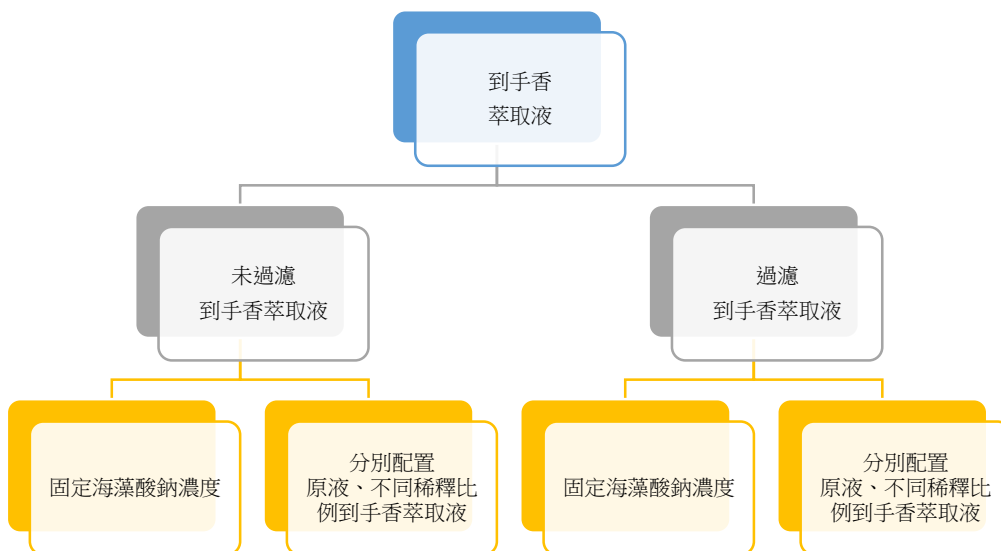 到手香
萃取液
未過濾
到手香萃取液
過濾
到手香萃取液
固定海藻酸鈉濃度
分別配置
原液、不同稀釋比
例到手香萃取液
固定海藻酸鈉濃度
分別配置
原液、不同稀釋比
例到手香萃取液